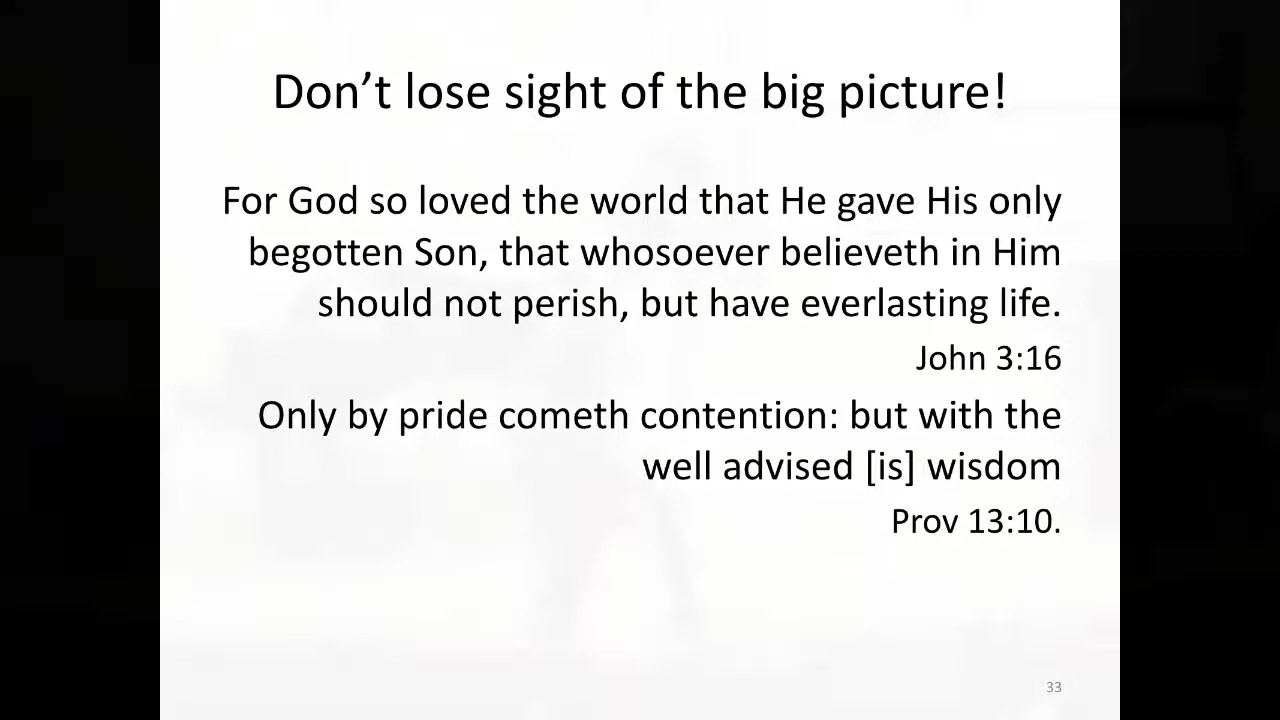 Don’t lose sight of the big picture!
For God so loved the world that He gave His only
begotten Son, that whosoever believeth in Him
should not perish, but have everlasting life.
John 3:16
Only by pride cometh contention: but with the
well advised [is] wisdom
Prov 13:10.
33